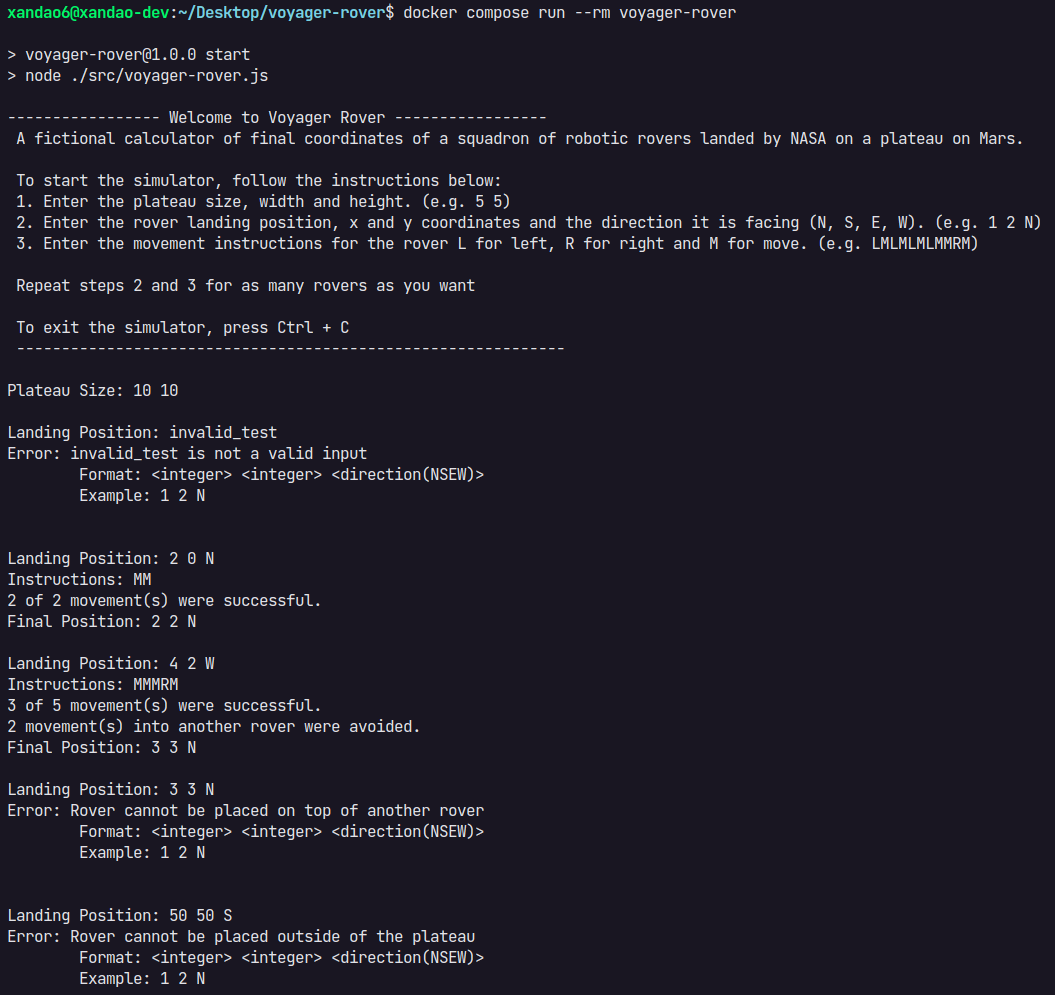 xandao6@xandao-dev:~/Desktop/voyager-rover$ docker compose run --rm voyager-rover
> voyager-rover@1.0.0 start
> node ./src/voyager-rover.js
----------------- Welcome to Voyager Rover -----------------
A fictional calculator of final coordinates of a squadron of robotic rovers landed by NASA on a plateau on Mars.
To start the simulator, follow the instructions below:
1. Enter the plateau size, width and height. (e.g. 5 5)
2. Enter the rover landing position, x and y coordinates and the direction it is facing (N, S, E, W). (e.g. 1 2 N)
3. Enter the movement instructions for the rover L for left, R for right and M for move. (e.g. LMLMLMLMMRM)
Repeat steps 2 and 3 for as many rovers as you want
To exit the simulator, press Ctrl + C
-------------------------------------------------------------
Plateau Size: 10 10
Landing Position: invalid_test
Error: invalid_test is not a valid input
Format: <integer> <integer> <direction(NSEW)>
Example: 1 2 N
Landing Position: 2 0 N
Instructions: MM
2 of 2 movement(s) were successful.
Final Position: 2 2 N
Landing Position: 4 2 W
Instructions: MMMRM
3 of 5 movement(s) were successful.
2 movement(s) into another rover were avoided.
Final Position: 3 3 N
Landing Position: 3 3 N
Error: Rover cannot be placed on top of another rover
Format: <integer> <integer> <direction(NSEW)>
Example: 1 2 N
Landing Position: 50 50 S
Error: Rover cannot be placed outside of the plateau
Format: <integer> <integer> <direction(NSEW)>
Example: 1 2 N